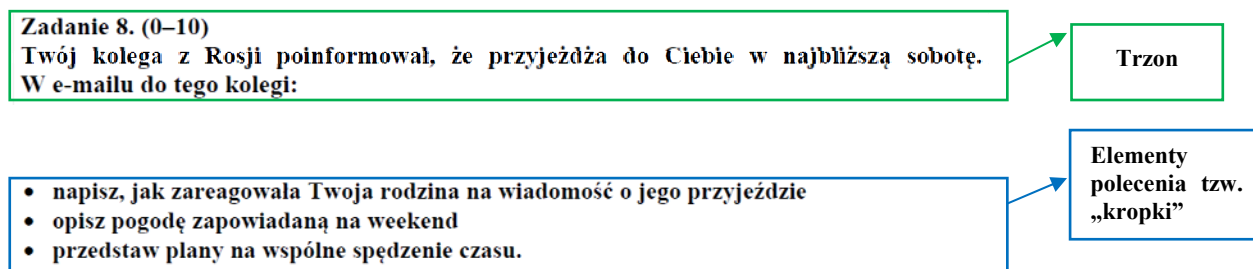 Zadanie 8. (0–10)
Twój kolega z Rosji poinformował, że przyjeżdża do Ciebie w najbliższą sobotę.
W e-mailu do tego kolegi:
Trzon
• napisz, jak zareagowała Twoja rodzina na wiadomość o jego przyjeździe
• opisz pogodę zapowiadaną na weekend
• przedstaw plany na wspólne spędzenie czasu.
Elementy
polecenia tzw.
„kropki”